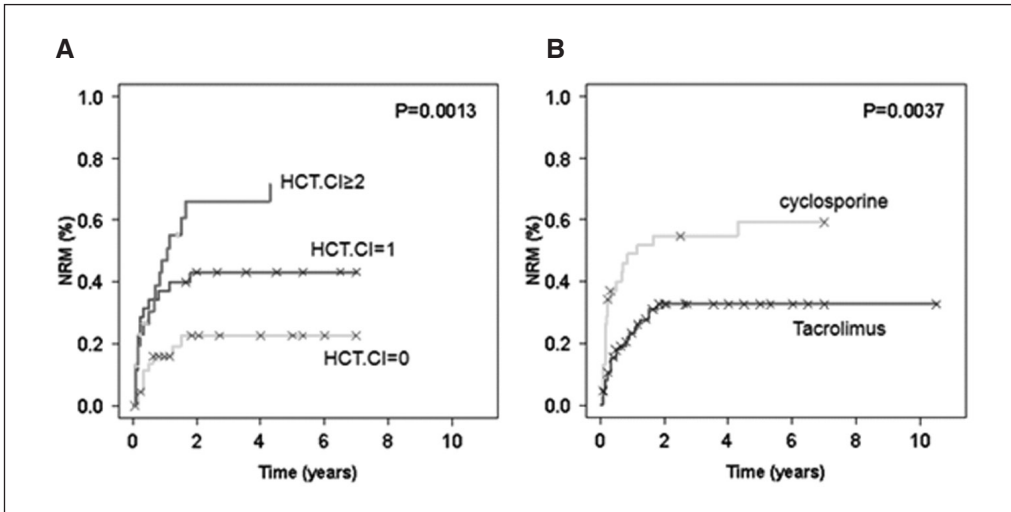 A
NRM (%)
1.0
0.8
0.6
0.4
0.2
0.0
P=0.0013
HCT.CI≥2
HCT.CI=1
HCT.CI=0
0 2 4 6 8 10
Time (years)
B
NRM (%)
1.0
0.8
0.6
0.4
0.2
0.0
P=0.0037
cyclosporine
Tacrolimus
0 2 4 6 8 10
Time (years)